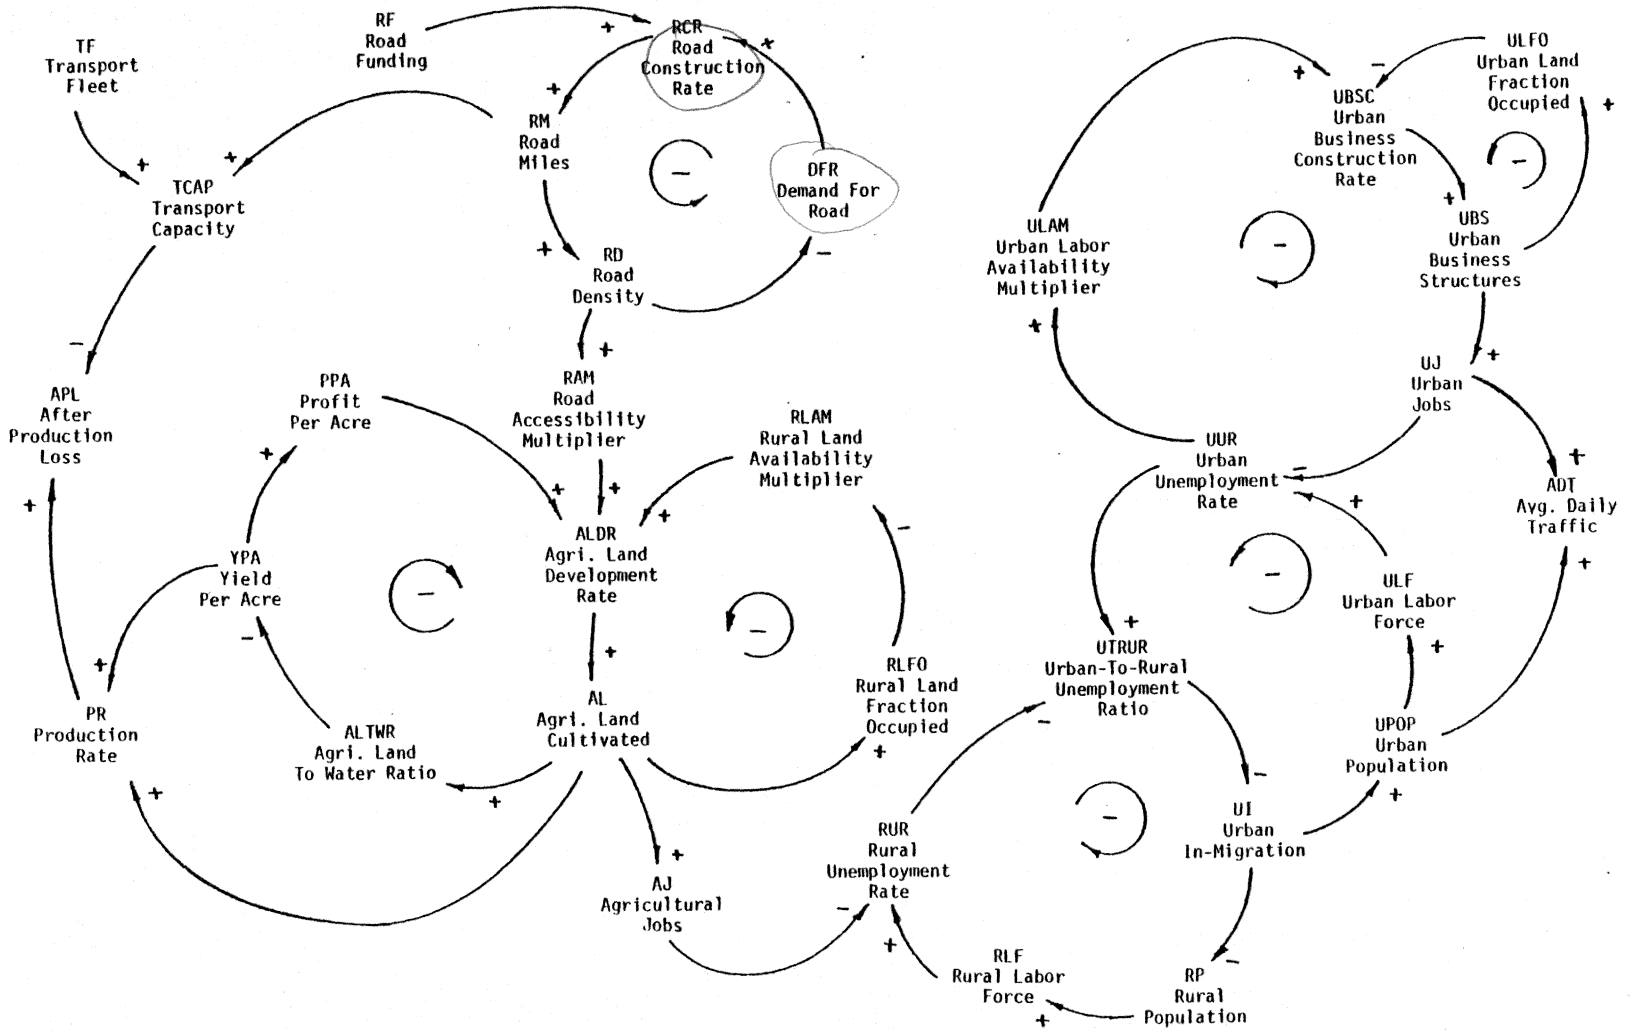 RF
Road
Funding
TF
Transport
Fleet
+
RCR
Road
Construction
Rate
+
+
RM
Road
Miles
+
+
TCAP
Transport
Capacity
+
−
DFR
Demand For
Road
−
+
RD
Road
Density
+
RAM
Road
Accessibility
Multiplier
−
APL
After
Production
Loss
+
PPA
Profit
Per Acre
+
RLAM
Rural Land
Availability
Multiplier
+
+
+
−
ALDR
Agri. Land
Development
Rate
YPA
Yield
Per Acre
−
−
−
+
+
PR
Production
Rate
+
ALTWR
Agri. Land
To Water Ratio
+
AL
Agri. Land
Cultivated
RLFO
Rural Land
Fraction
Occupied
+
+
AJ
Agricultural
Jobs
−
RUR
Rural
Unemployment
Rate
+
RLF
Rural Labor
Force
+
RP
Rural
Population
−
ULFO
Urban Land
Fraction
Occupied
+
−
+
UBSC
Urban
Business
Construction
Rate
−
+
UBS
Urban
Business
Structures
ULAM
Urban Labor
Availability
Multiplier
−
+
+
UJ
Urban
Jobs
UUR
Urban
Unemployment
Rate
−
+
+
ADT
Avg. Daily
Traffic
+
−
ULF
Urban Labor
Force
+
+
UTRUR
Urban-To-Rural
Unemployment
Ratio
−
−
UPOP
Urban
Population
+
UI
Urban
In-Migration
−